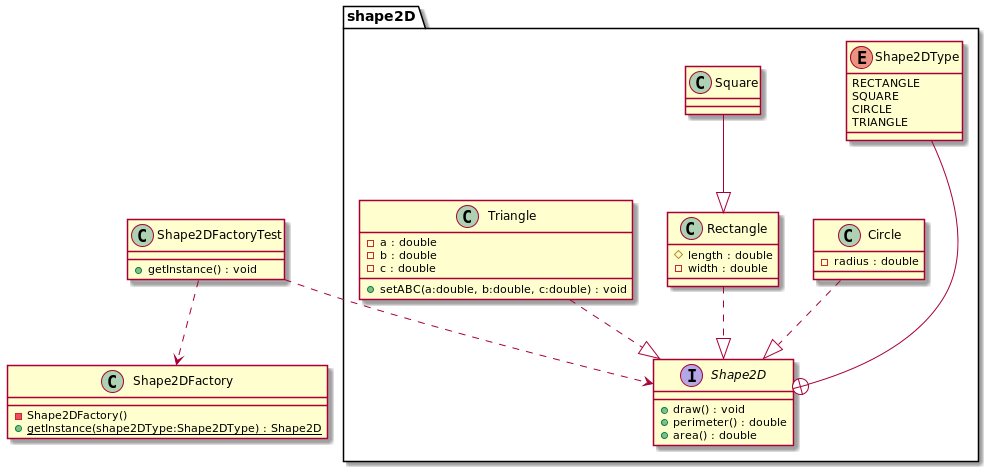 shape2D
E Shape2DType
RECTANGLE
SQUARE
CIRCLE
TRIANGLE
C Square
C Triangle
a : double
b : double
c : double
setABC(a:double, b:double, c:double) : void
C Rectangle
length : double
width : double
C Circle
radius : double
C Shape2DFactoryTest
getInstance() : void
C Shape2DFactory
Shape2DFactory()
getInstance(shape2DType:Shape2DType) : Shape2D
I Shape2D
draw() : void
perimeter() : double
area() : double